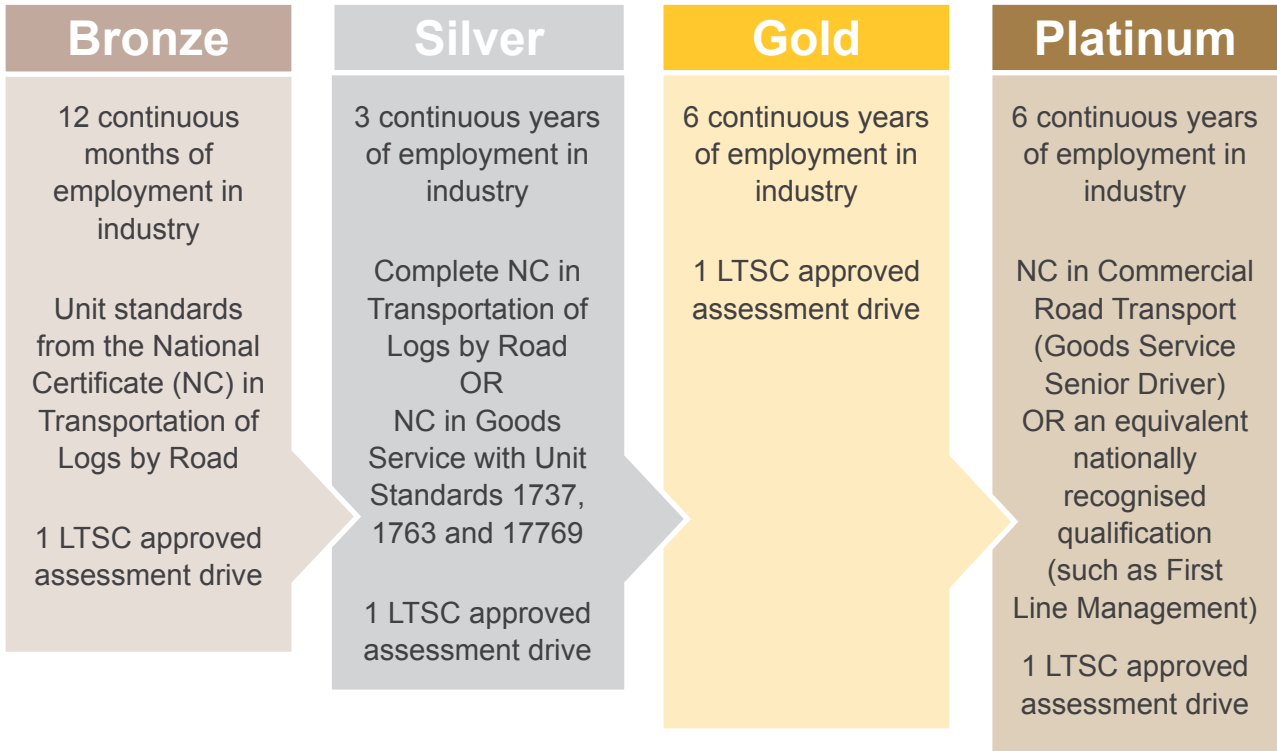 Bronze
12 continuous
months of
employment in
industry
Unit standards
from the National
Certificate (NC) in
Transportation of
Logs by Road
1 LTSC approved
assessment drive
Silver
3 continuous years
of employment in
industry
Complete NC in
Transportation of
Logs by Road
OR
NC in Goods
Service with Unit
Standards 1737,
1763 and 17769
1 LTSC approved
assessment drive
Gold
6 continuous years
of employment in
industry
1 LTSC approved
assessment drive
Platinum
6 continuous years
of employment in
industry
NC in Commercial
Road Transport
(Goods Service
Senior Driver)
OR an equivalent
nationally
recognised
qualification
(such as First
Line Management)
1 LTSC approved
assessment drive